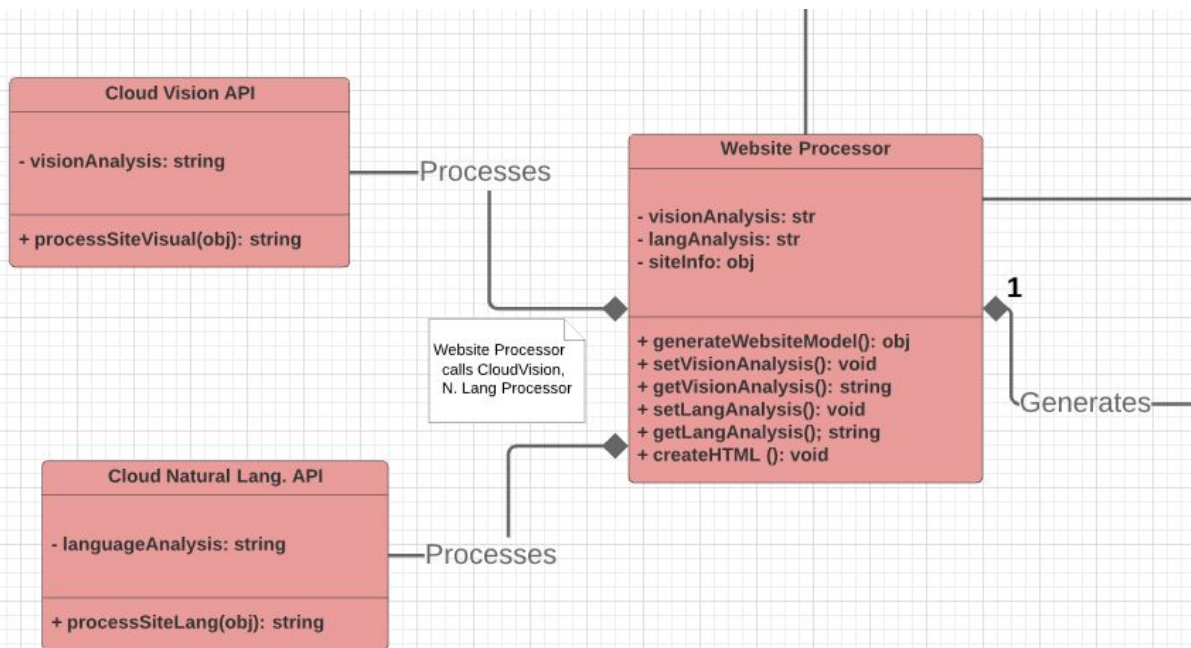 Cloud Vision API
- visionAnalysis: string
+ processSiteVisual(obj): string
Processes
Website Processor
- visionAnalysis: str
- langAnalysis: str
- siteInfo: obj
+ generateWebsiteModel(): obj
+ setVisionAnalysis(): void
+ getVisionAnalysis(): string
+ setLangAnalysis(): void
+ getLangAnalysis(); string
+ createHTML (): void
1
Generates
Website Processor
calls CloudVision,
N. Lang Processor
Cloud Natural Lang. API
- languageAnalysis: string
+ processSiteLang(obj): string
Processes